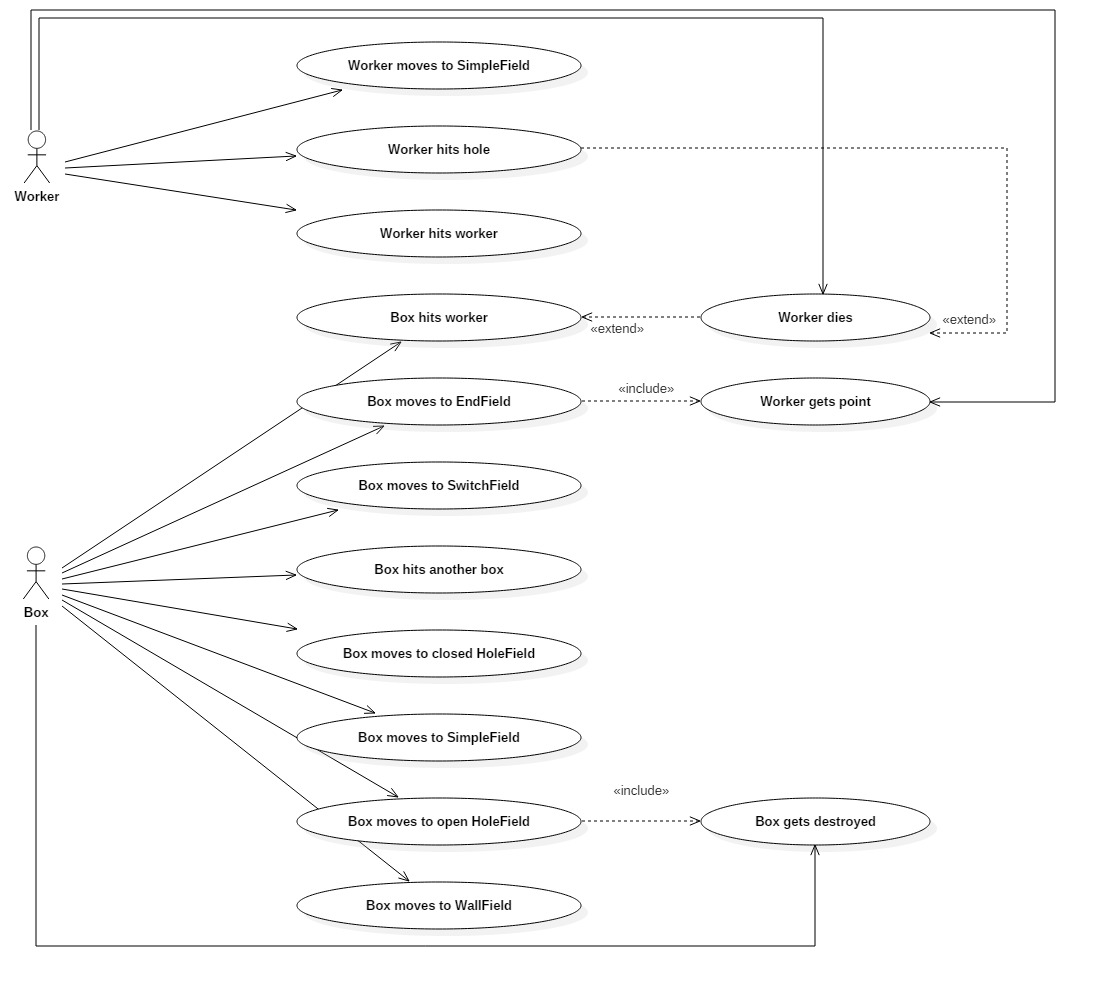 Worker moves to SimpleField
Worker hits hole
Worker
Worker hits worker
Box hits worker
«extend»
Worker dies
«extend»
Box moves to EndField
«include»
Worker gets point
Box moves to SwitchField
Box hits another box
Box
Box moves to closed HoleField
Box moves to SimpleField
«include»
Box moves to open HoleField
Box gets destroyed
Box moves to WallField